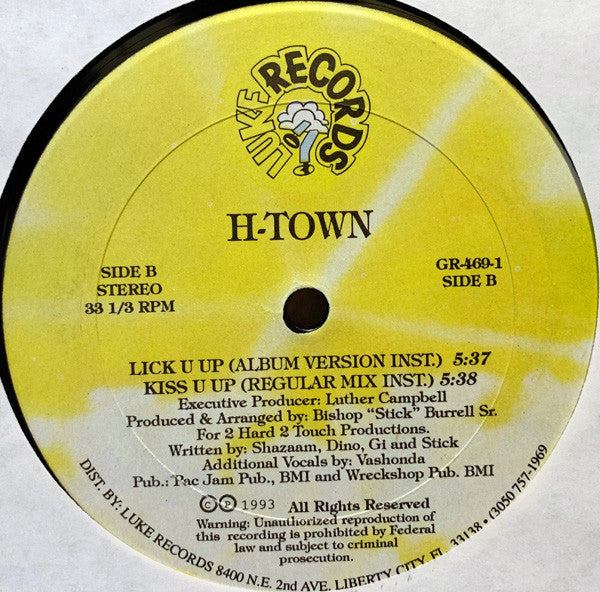 LUKE RECORDS
H-TOWN
SIDE B
STEREO
33 1/3 RPM
GR-469-1
SIDE B
LICK U UP (ALBUM VERSION INST.) 5:37
KISS U UP (REGULAR MIX INST.) 5:38
Executive Producer: Luther Campbell
Produced & Arranged by: Bishop "Stick" Burrell Sr.
For 2 Hard 2 Touch Productions.
Written by: Shazaam, Dino, Gi and Stick
Additional Vocals by: Vashonda
Pub.: Pac Jam Pub., BMI and Wreckshop Pub. BMI
©℗ 1993 All Rights Reserved
Warning: Unauthorized reproduction of
this recording is prohibited by Federal
law and subject to criminal
prosecution.
DIST. BY: LUKE RECORDS 8400 N.E. 2nd AVE. LIBERTY CITY, FL. 33138 • (3050 757-1969